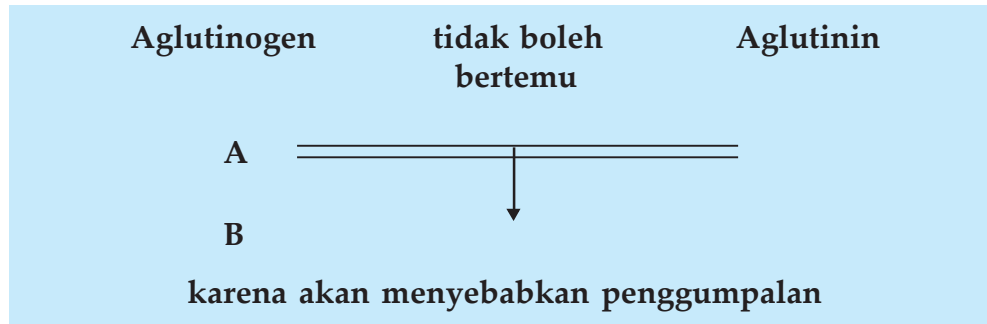 Aglutinogen tidak boleh bertemu Aglutinin
A
B
karena akan menyebabkan penggumpalan